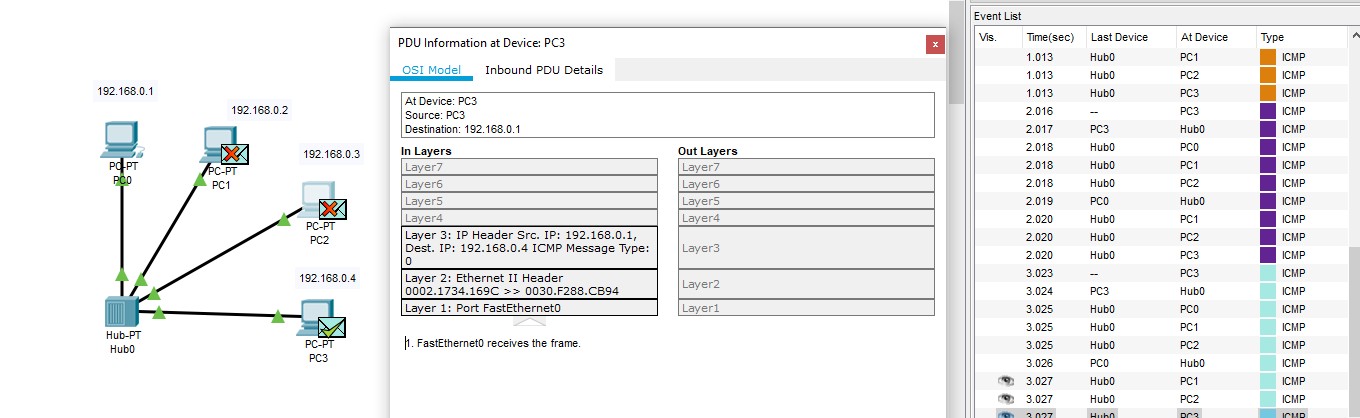 192.168.0.1
192.168.0.2
192.168.0.3
192.168.0.4
PC-PT
PC0
PC-PT
PC1
PC-PT
PC2
PC-PT
PC3
Hub-PT
Hub0
PDU Information at Device: PC3
x
OSI Model Inbound PDU Details
At Device: PC3
Source: PC3
Destination: 192.168.0.1
In Layers
Layer7
Layer6
Layer5
Layer4
Layer 3: IP Header Src. IP: 192.168.0.1,
Dest. IP: 192.168.0.4 ICMP Message Type:
0
Layer 2: Ethernet II Header
0002.1734.169C >> 0030.F288.CB94
Layer 1: Port FastEthernet0
Out Layers
Layer7
Layer6
Layer5
Layer4
Layer3
Layer2
Layer1
1. FastEthernet0 receives the frame.
Event List
Vis. Time(sec) Last Device At Device Type
1.013 Hub0 PC1 ICMP
1.013 Hub0 PC2 ICMP
1.013 Hub0 PC3 ICMP
2.016 -- PC3 ICMP
2.017 PC3 Hub0 ICMP
2.018 Hub0 PC0 ICMP
2.018 Hub0 PC1 ICMP
2.018 Hub0 PC2 ICMP
2.019 PC0 Hub0 ICMP
2.020 Hub0 PC1 ICMP
2.020 Hub0 PC2 ICMP
2.020 Hub0 PC3 ICMP
3.023 -- PC3 ICMP
3.024 PC3 Hub0 ICMP
3.025 Hub0 PC0 ICMP
3.025 Hub0 PC1 ICMP
3.025 Hub0 PC2 ICMP
3.026 PC0 Hub0 ICMP
3.027 Hub0 PC1 ICMP
3.027 Hub0 PC2 ICMP
3.027 Hub0 PC3 ICMP